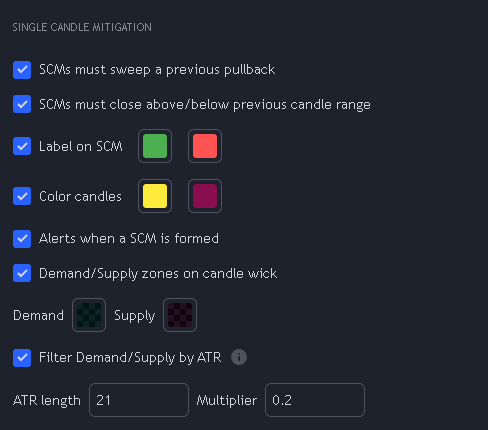 SINGLE CANDLE MITIGATION
SCMs must sweep a previous pullback
SCMs must close above/below previous candle range
Label on SCM
Color candles
Alerts when a SCM is formed
Demand/Supply zones on candle wick
Demand Supply
Filter Demand/Supply by ATR
ATR length 21 Multiplier 0.2